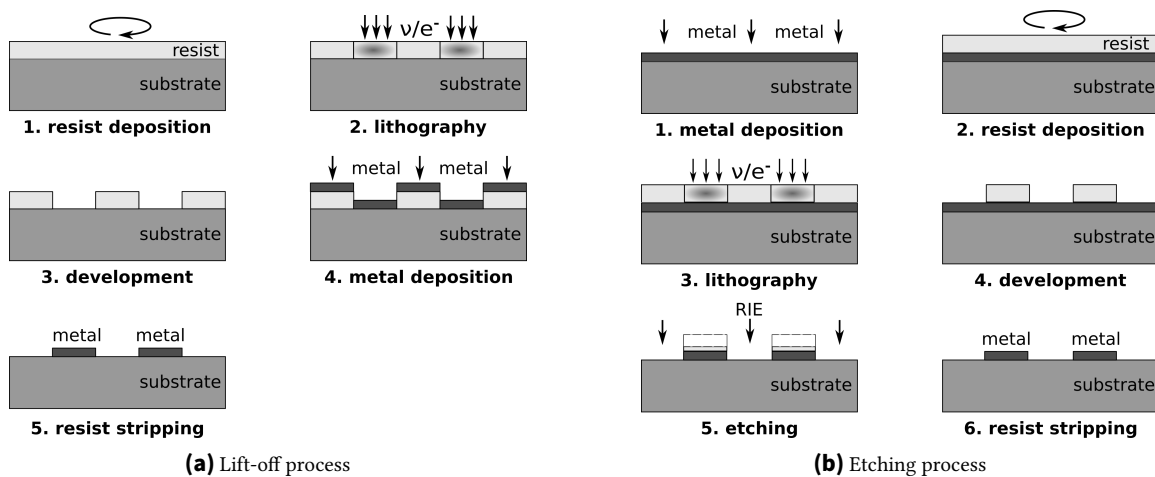 resist
substrate
1. resist deposition
ν/e-
substrate
2. lithography
substrate
3. development
metal metal
substrate
4. metal deposition
metal metal
substrate
5. resist stripping
(a) Lift-off process
metal metal
substrate
1. metal deposition
resist
substrate
2. resist deposition
ν/e-
substrate
3. lithography
substrate
4. development
RIE
substrate
5. etching
metal metal
substrate
6. resist stripping
(b) Etching process